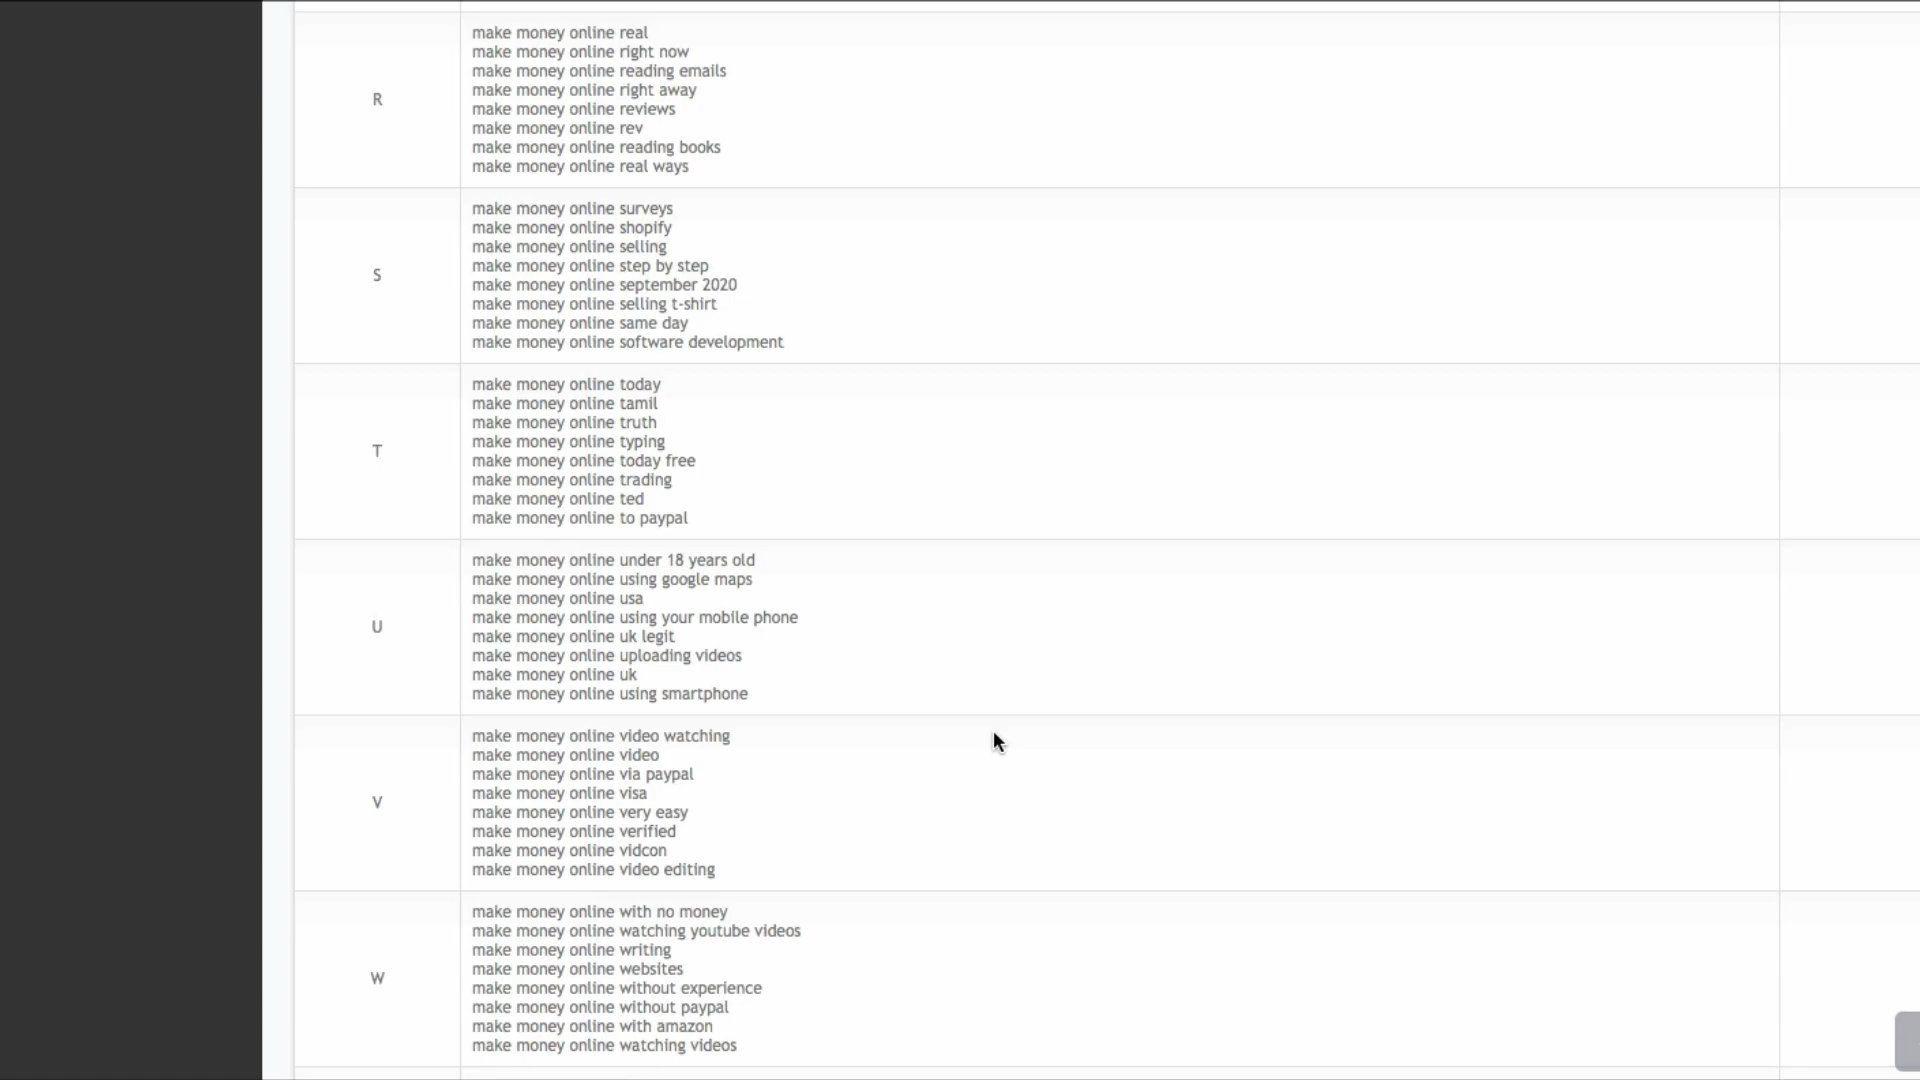 R
make money online real
make money online right now
make money online reading emails
make money online right away
make money online reviews
make money online rev
make money online reading books
make money online real ways
S
make money online surveys
make money online shopify
make money online selling
make money online step by step
make money online september 2020
make money online selling t-shirt
make money online same day
make money online software development
T
make money online today
make money online tamil
make money online truth
make money online typing
make money online today free
make money online trading
make money online ted
make money online to paypal
U
make money online under 18 years old
make money online using google maps
make money online usa
make money online using your mobile phone
make money online uk legit
make money online uploading videos
make money online uk
make money online using smartphone
V
make money online video watching
make money online video
make money online via paypal
make money online visa
make money online very easy
make money online verified
make money online vidcon
make money online video editing
W
make money online with no money
make money online watching youtube videos
make money online writing
make money online websites
make money online without experience
make money online without paypal
make money online with amazon
make money online watching videos